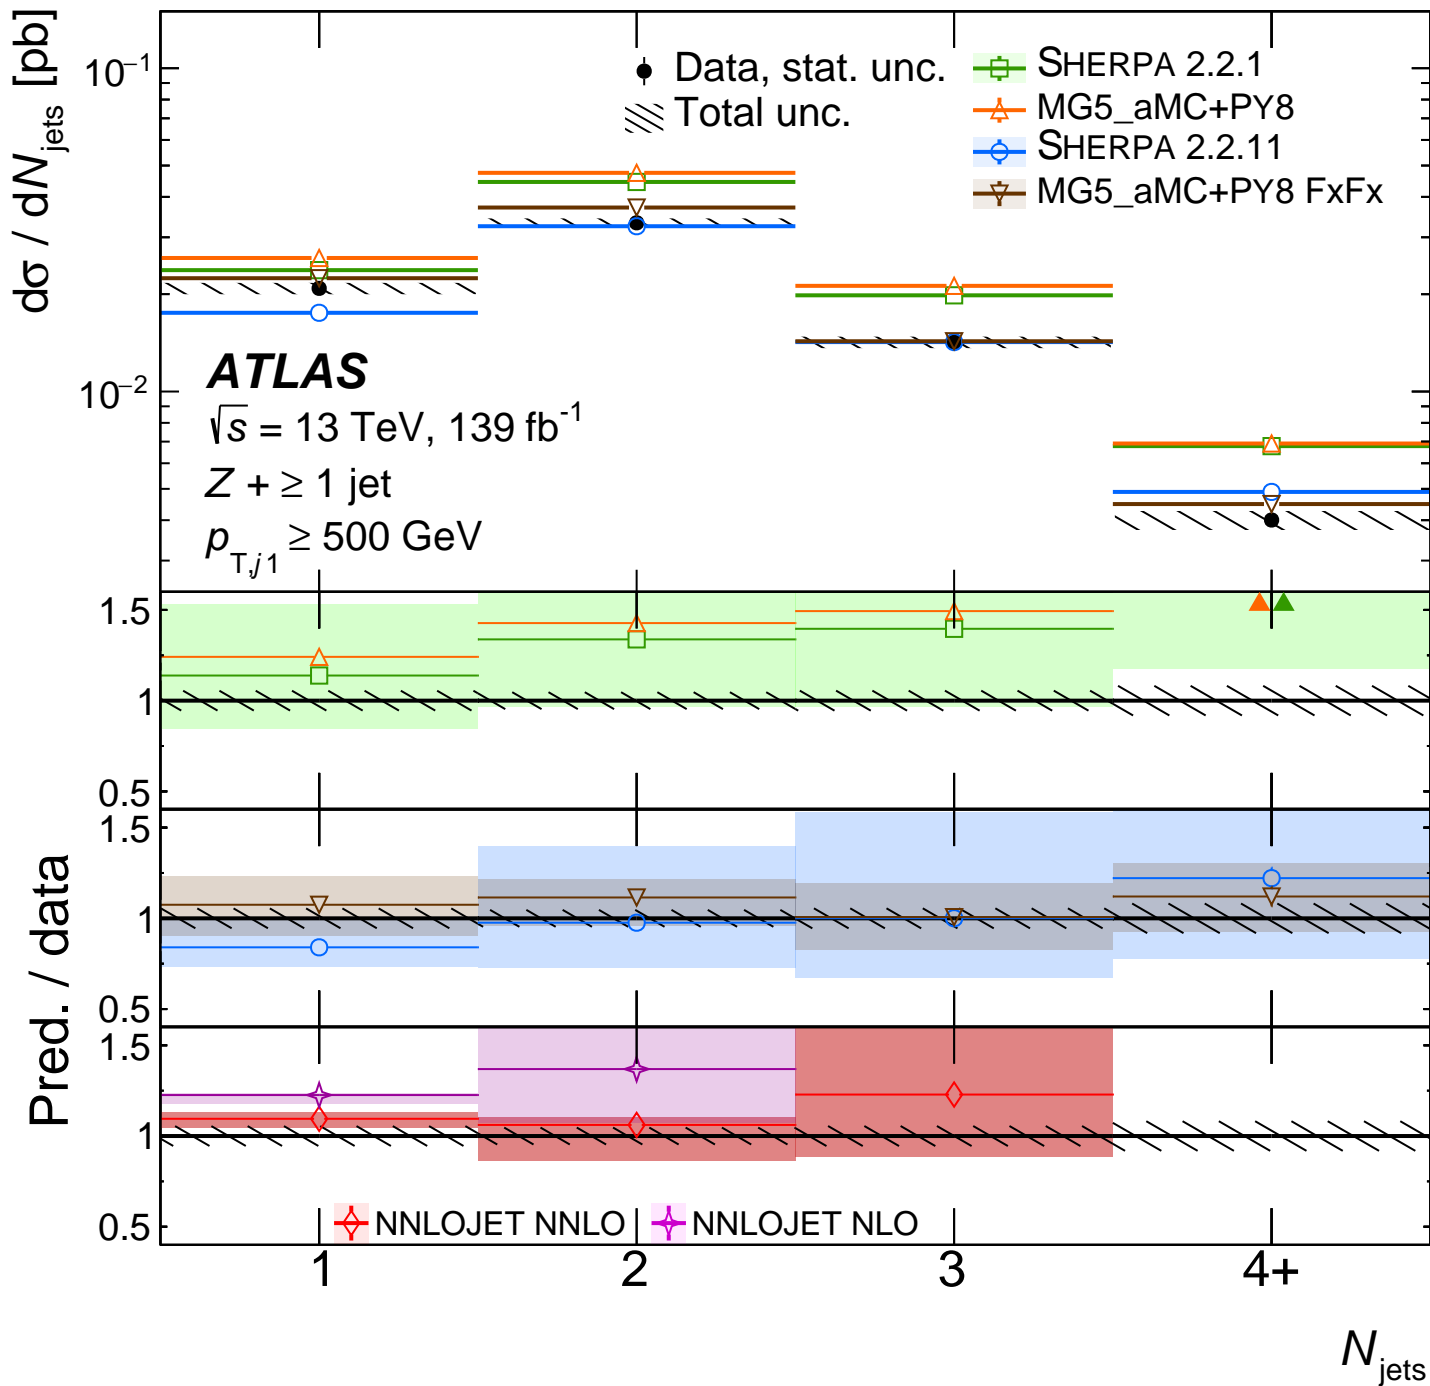 dσ / dN_jets [pb]
10⁻¹
10⁻²
Data, stat. unc.
Total unc.
SHERPA 2.2.1
MG5_aMC+PY8
SHERPA 2.2.11
MG5_aMC+PY8 FxFx
ATLAS
√s = 13 TeV, 139 fb⁻¹
Z + ≥ 1 jet
p_T,j1 ≥ 500 GeV
Pred. / data
1.5
1
0.5
1.5
1
0.5
1.5
1
0.5
NNLOJET NNLO
NNLOJET NLO
1 2 3 4+
N_jets